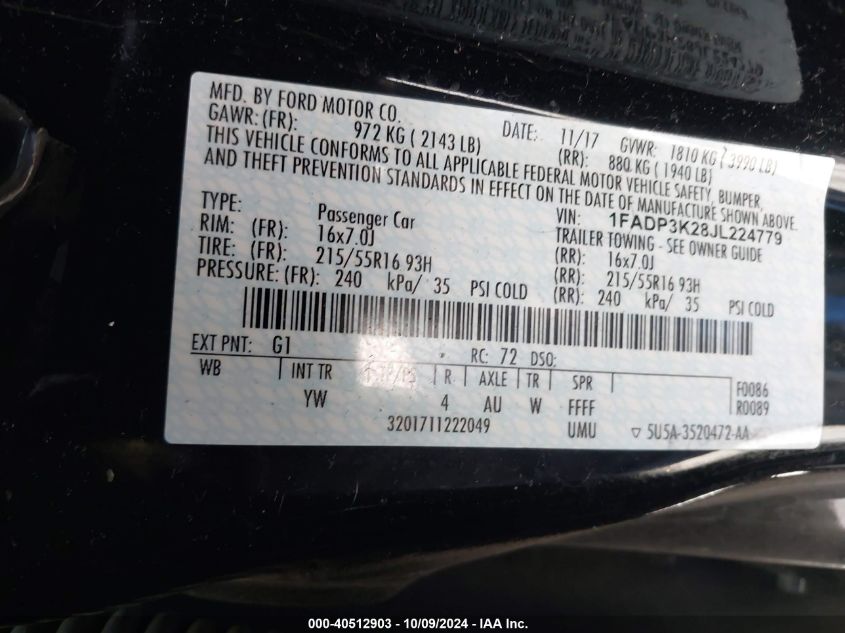 MFD. BY FORD MOTOR CO.
DATE: 11/17 GVWR: 1810 KG ( 3990 LB)
GAWR: (FR): 972 KG ( 2143 LB) (RR): 880 KG ( 1940 LB)
THIS VEHICLE CONFORMS TO ALL APPLICABLE FEDERAL MOTOR VEHICLE SAFETY, BUMPER,
AND THEFT PREVENTION STANDARDS IN EFFECT ON THE DATE OF MANUFACTURE SHOWN ABOVE.
VIN: 1FADP3K28JL224779
TYPE: Passenger Car TRAILER TOWING - SEE OWNER GUIDE
RIM: (FR): 16x7.0J (RR): 16x7.0J
TIRE: (FR): 215/55R16 93H (RR): 215/55R16 93H
PRESSURE: (FR): 240 kPa/ 35 PSI COLD (RR): 240 kPa/ 35 PSI COLD
EXT PNT: G1 RC: 72 DSO:
WB INT TR R AXLE TR SPR F0086
YW 4 AU W FFFF R0089
3201711222049 UMU 5U5A-3520472-AA
000-40512903 - 10/09/2024 - IAA Inc.